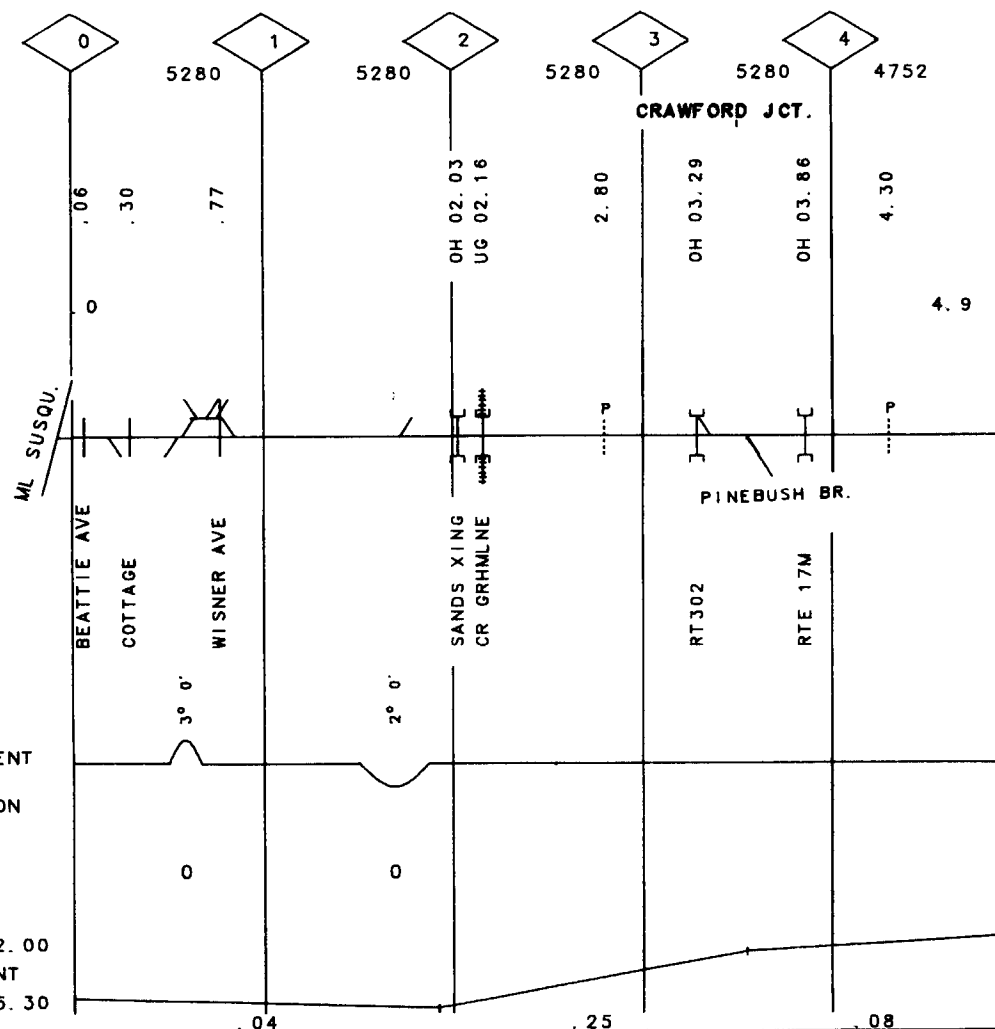 0 1 2 3 4
5280 5280 5280 5280 4752
CRAWFORD JCT.
.06
.30
.77
OH 02.03
UG 02.16
2.80
OH 03.29
OH 03.86
4.30
0
4.9
ML SUSQU.
P
P
PINEBUSH BR.
BEATTIE AVE
COTTAGE
WISNER AVE
SANDS XING
CR GRHMLNE
RT302
RTE 17M
3° 0'
2° 0'
ENT
ON
0 0
2.00
NT
5.30
.04 .25 .08